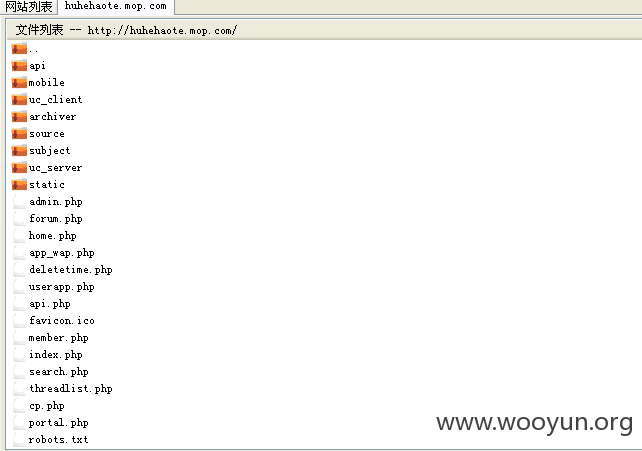 网站列表 huhehaote.mop.com
文件列表 -- http://huhehaote.mop.com/
..
api
mobile
uc_client
archiver
source
subject
uc_server
static
admin.php
forum.php
home.php
app_wap.php
deletetime.php
userapp.php
api.php
favicon.ico
member.php
index.php
search.php
threadlist.php
cp.php
portal.php
robots.txt
www.wooyun.org